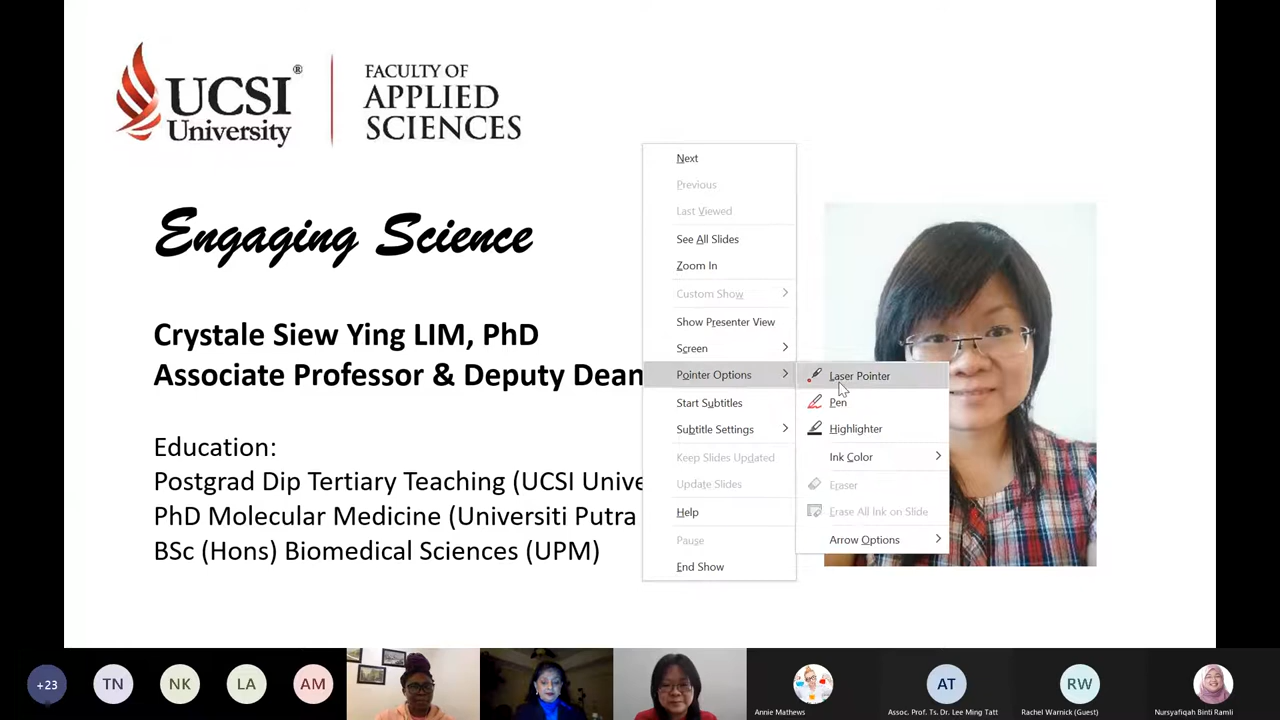 UCSI
®
University
FACULTY OF
APPLIED
SCIENCES
Engaging Science
Crystale Siew Ying LIM, PhD
Associate Professor & Deputy Dean
Education:
Postgrad Dip Tertiary Teaching (UCSI Unive
PhD Molecular Medicine (Universiti Putra
BSc (Hons) Biomedical Sciences (UPM)
Next
Previous
Last Viewed
See All Slides
Zoom In
Custom Show
Show Presenter View
Screen
Pointer Options
Start Subtitles
Subtitle Settings
Keep Slides Updated
Update Slides
Help
Pause
End Show
Laser Pointer
Pen
Highlighter
Ink Color
Eraser
Erase All Ink on Slide
Arrow Options
+23
TN
NK
LA
AM
Annie Mathews
AT
Assoc. Prof. Ts. Dr. Lee Ming Tatt
RW
Rachel Warnick (Guest)
Nursyafiqah Binti Ramli